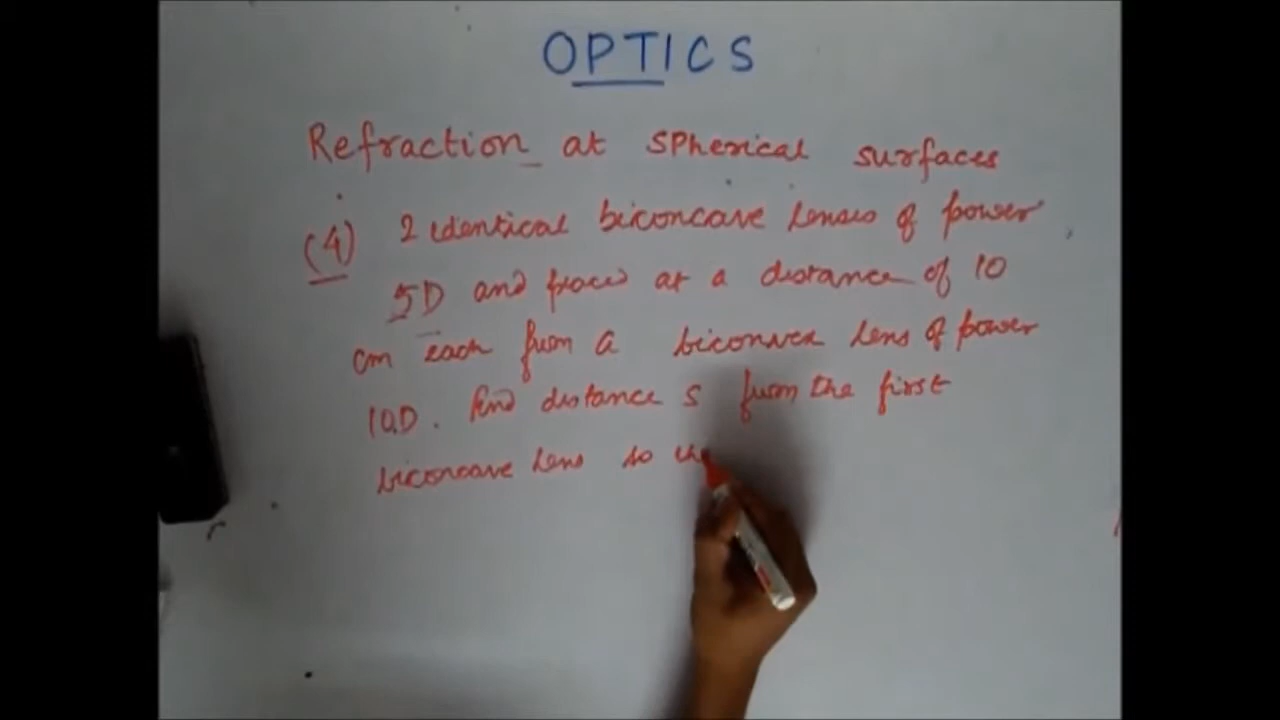 OPTICS
Refraction at spherical surfaces
(4) 2 identical biconcave lenses of power
5D and placed at a distance of 10
cm each from a biconvex lens of power
10D. Find distance s from the first
biconcave lens so